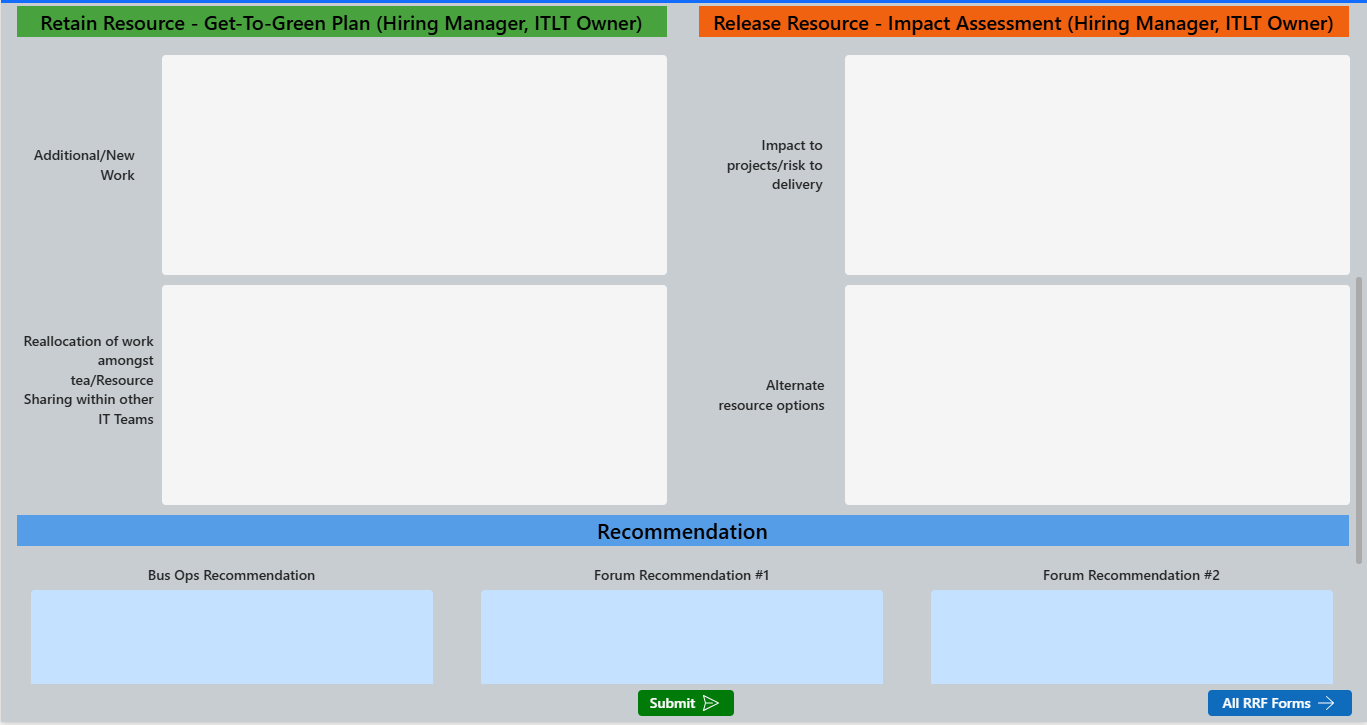 Retain Resource - Get-To-Green Plan (Hiring Manager, ITLT Owner)
Release Resource - Impact Assessment (Hiring Manager, ITLT Owner)
Additional/New
Work
Impact to
projects/risk to
delivery
Reallocation of work
amongst
tea/Resource
Sharing within other
IT Teams
Alternate
resource options
Recommendation
Bus Ops Recommendation
Forum Recommendation #1
Forum Recommendation #2
Submit
All RRF Forms